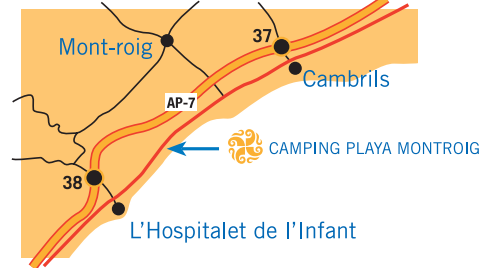 Mont-roig
37
Cambrils
AP-7
CAMPING PLAYA MONTROIG
38
L'Hospitalet de l'Infant